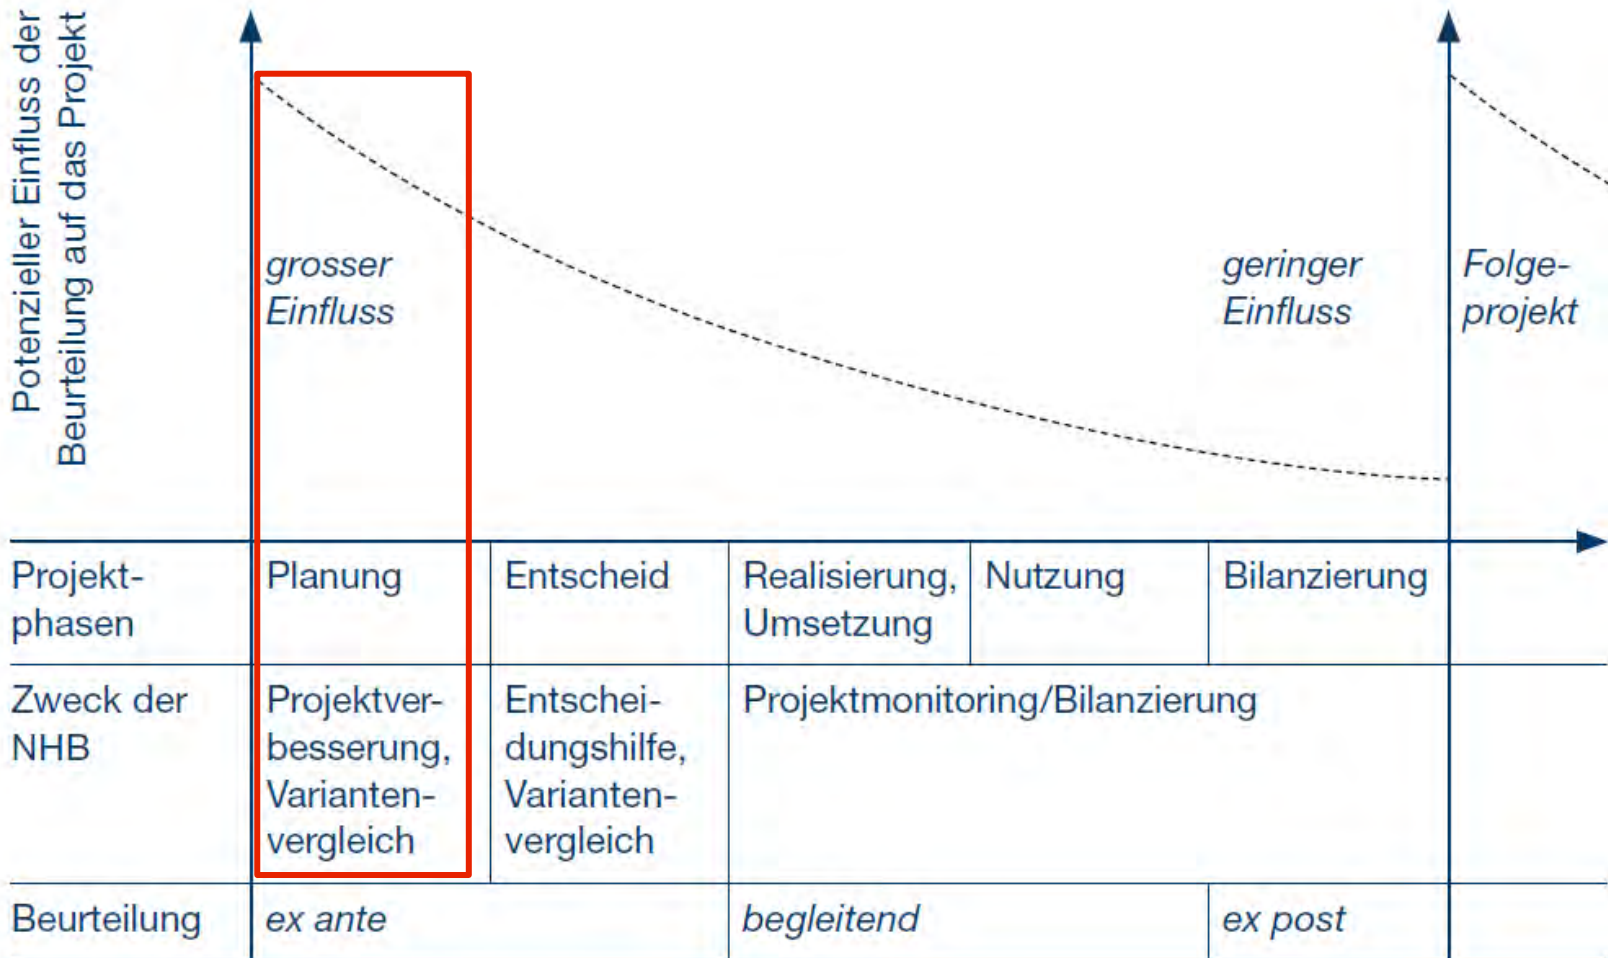 Potenzieller Einfluss der
Beurteilung auf das Projekt
grosser
Einfluss
geringer
Einfluss
Folge-
projekt
Projekt-
phasen
Planung
Entscheid
Realisierung,
Umsetzung
Nutzung
Bilanzierung
Zweck der
NHB
Projektver-
besserung,
Varianten-
vergleich
Entschei-
dungshilfe,
Varianten-
vergleich
Projektmonitoring/Bilanzierung
Beurteilung
ex ante
begleitend
ex post